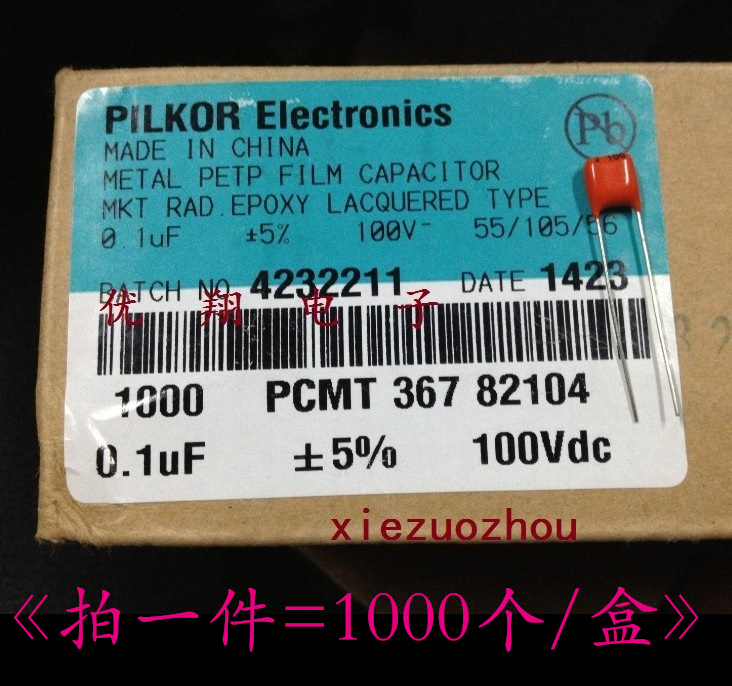 PILKOR Electronics
MADE IN CHINA
METAL PETP FILM CAPACITOR
MKT RAD.EPOXY LACQUERED TYPE
0.1uF ±5% 100V⁻ 55/105/56
Pb
BATCH NO. 4232211 DATE 1423
优翔电子
1000 PCMT 367 82104
0.1uF ±5% 100Vdc
xiezuozhou
《拍一件=1000个/盒》